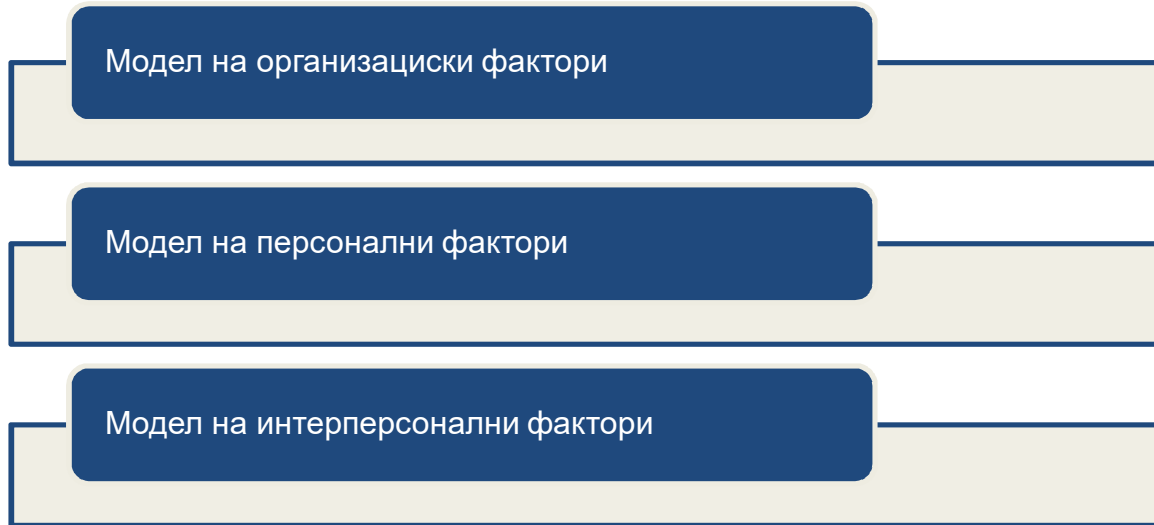 Модел на организациски фактори
Модел на персонални фактори
Модел на интерперсонални фактори